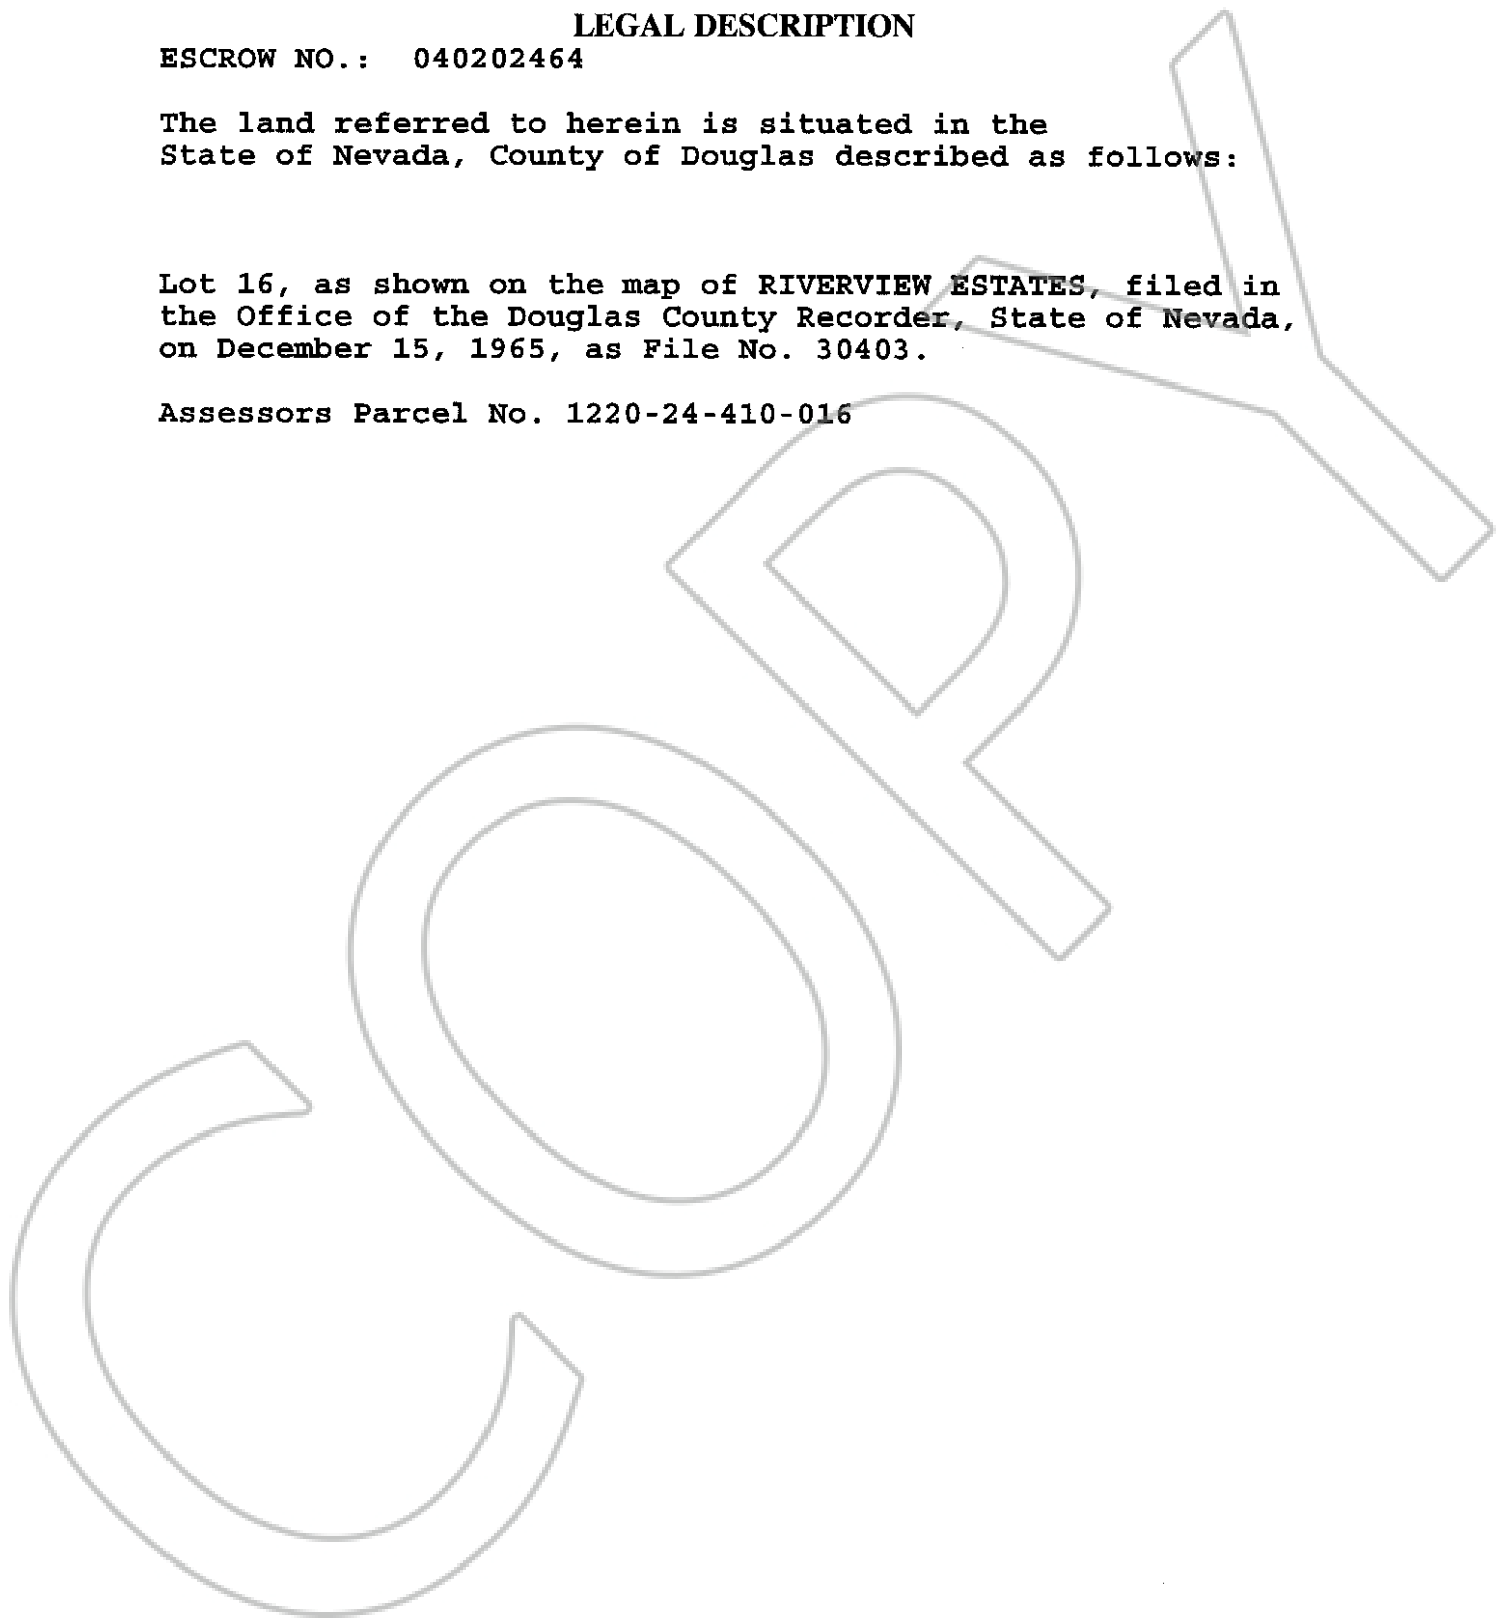 LEGAL DESCRIPTION
ESCROW NO.: 040202464
The land referred to herein is situated in the
State of Nevada, County of Douglas described as follows:
Lot 16, as shown on the map of RIVERVIEW ESTATES, filed in
the Office of the Douglas County Recorder, State of Nevada,
on December 15, 1965, as File No. 30403.
Assessors Parcel No. 1220-24-410-016
COPY